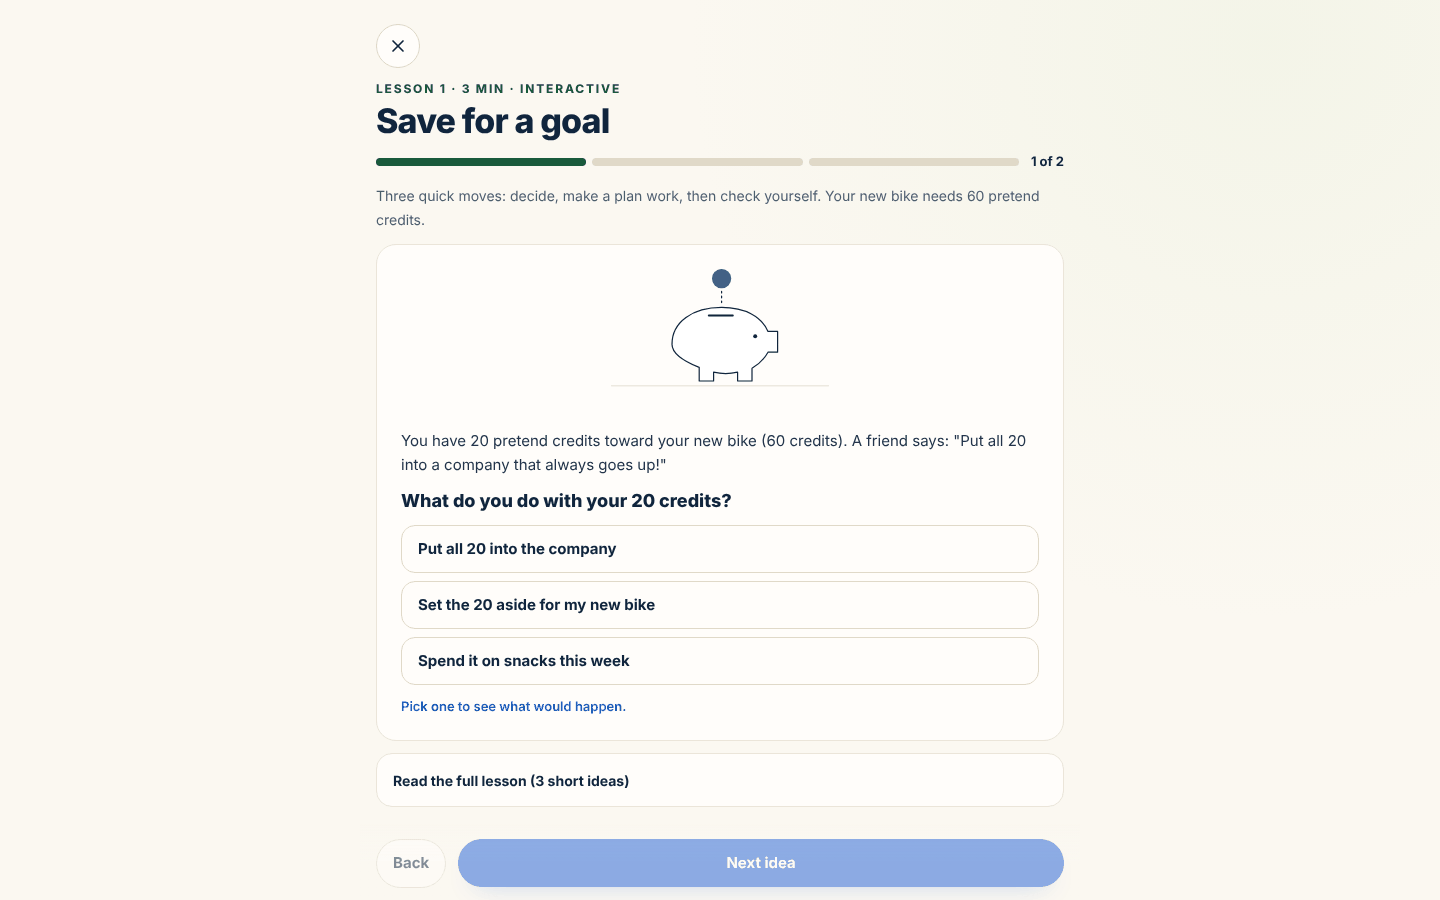 LESSON 1 · 3 MIN · INTERACTIVE
Save for a goal
1 of 2
Three quick moves: decide, make a plan work, then check yourself. Your new bike needs 60 pretend
credits.
You have 20 pretend credits toward your new bike (60 credits). A friend says: "Put all 20
into a company that always goes up!"
What do you do with your 20 credits?
Put all 20 into the company
Set the 20 aside for my new bike
Spend it on snacks this week
Pick one to see what would happen.
Read the full lesson (3 short ideas)
Back
Next idea